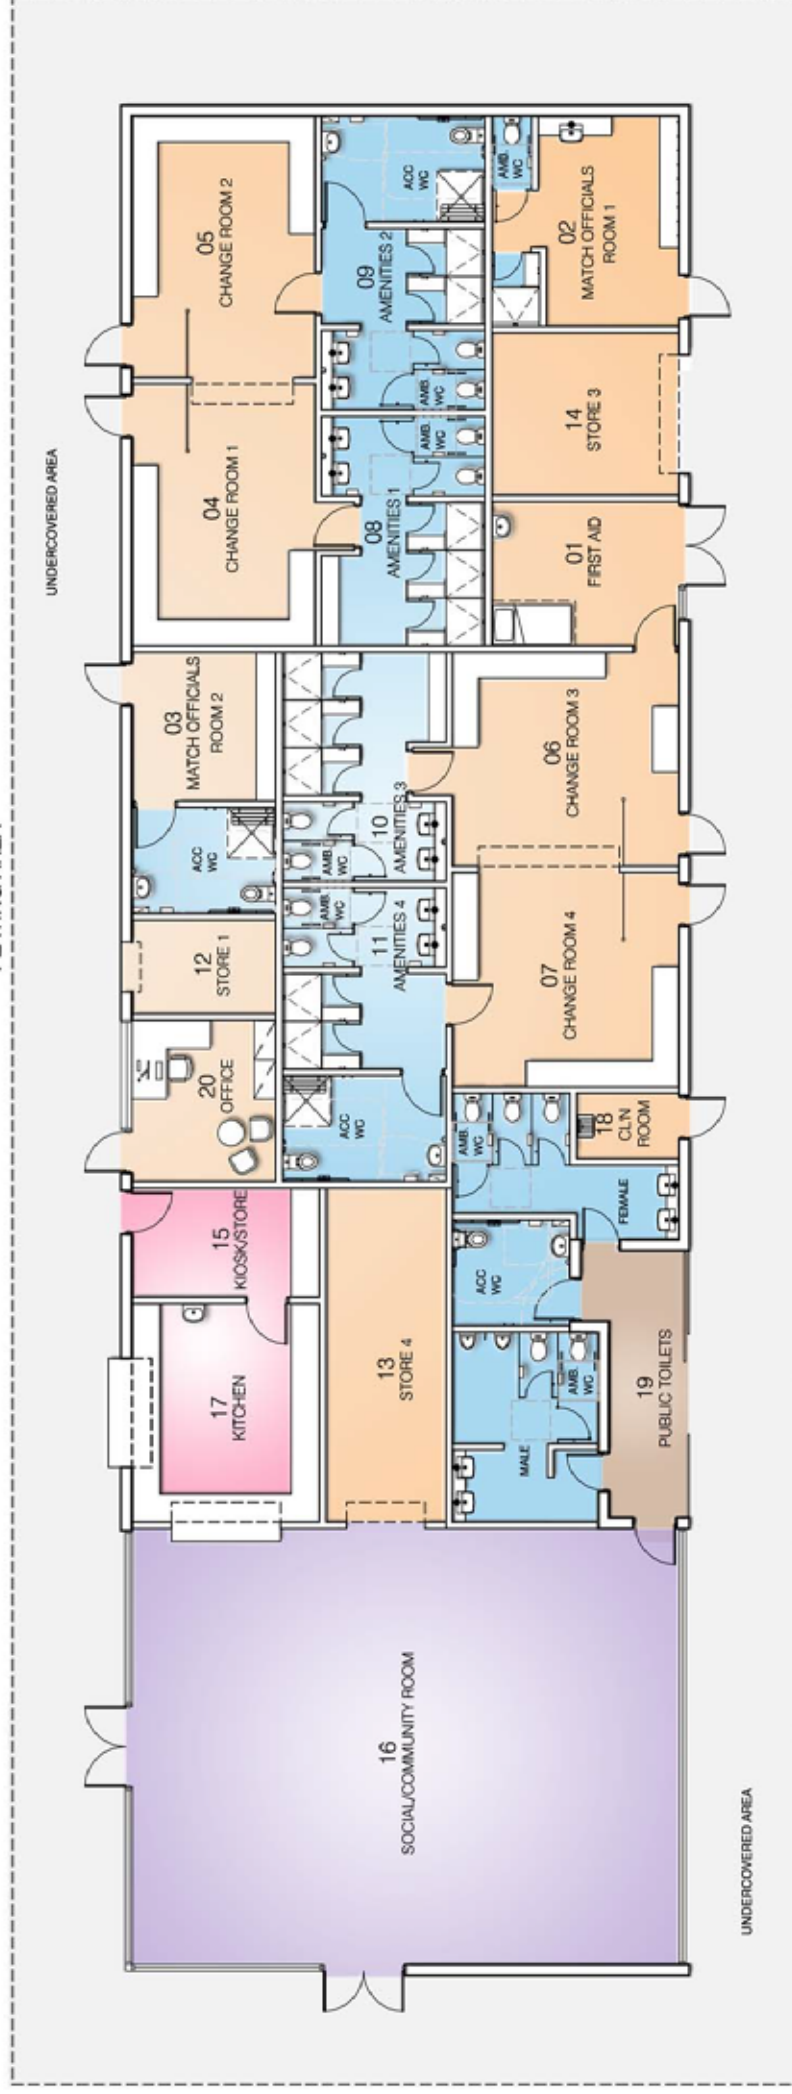 UNDERCOVERED AREA
05
CHANGE ROOM 2
04
CHANGE ROOM 1
03
MATCH OFFICIALS
ROOM 2
ACC
WC
12
STORE 1
20
OFFICE
15
KIOSK/STORE
17
KITCHEN
ACC
WC
09
AMENITIES 2
AMB.
WC
AMB.
WC
08
AMENITIES 1
10
AMENITIES 3
AMB.
WC
AMB.
WC
11
AMENITIES 4
ACC
WC
13
STORE 4
AMB.
WC
02
MATCH OFFICIALS
ROOM 1
14
STORE 3
01
FIRST AID
06
CHANGE ROOM 3
07
CHANGE ROOM 4
AMB.
WC
18
CL'N
ROOM
FEMALE
ACC
WC
AMB.
WC
MALE
19
PUBLIC TOILETS
16
SOCIAL/COMMUNITY ROOM
UNDERCOVERED AREA